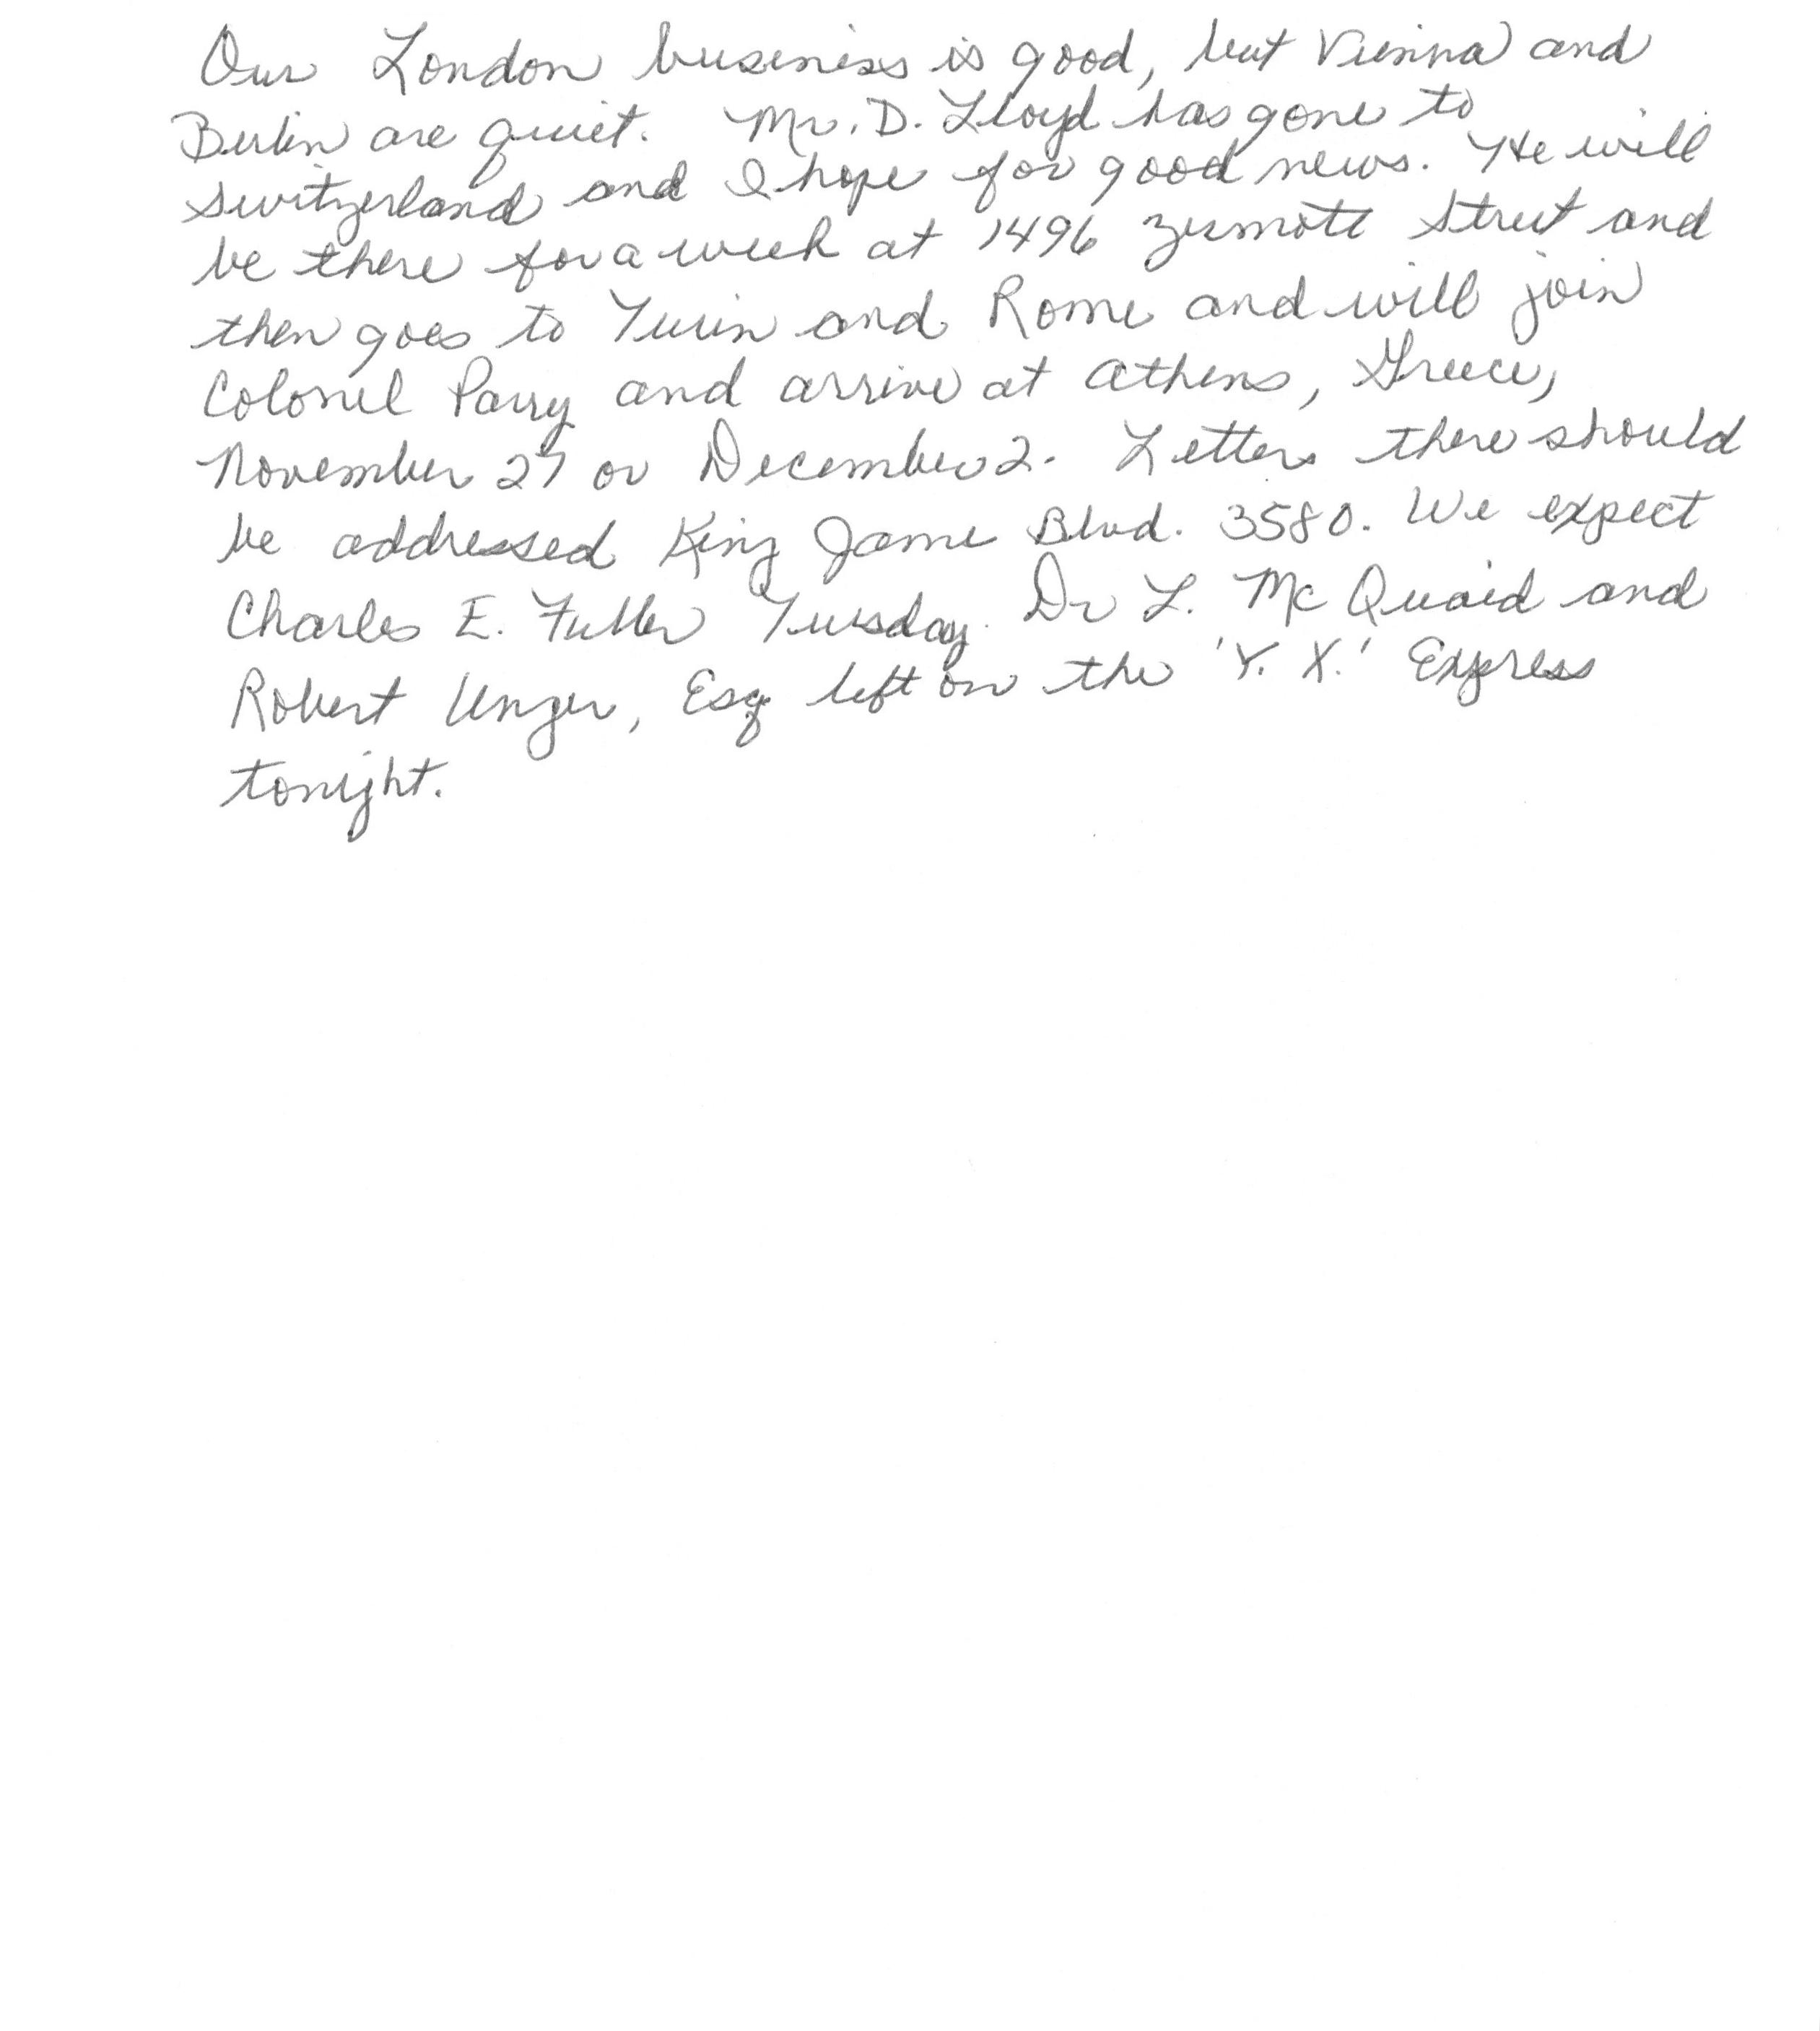 Our London business is good, but Vienna and
Berlin are quiet. Mr. D. Lloyd has gone to
Switzerland and I hope for good news. He will
be there for a week at 1496 Zermott Street and
then goes to Turin and Rome and will join
Colonel Parry and arrive at Athens, Greece,
November 27 or December 2. Letters there should
be addressed King Jame Blvd. 3580. We expect
Charles E. Fuller Tuesday. Dr L. Mc Quaid and
Robert Unger, Esq left on the 'Y. X.' Express
tonight.